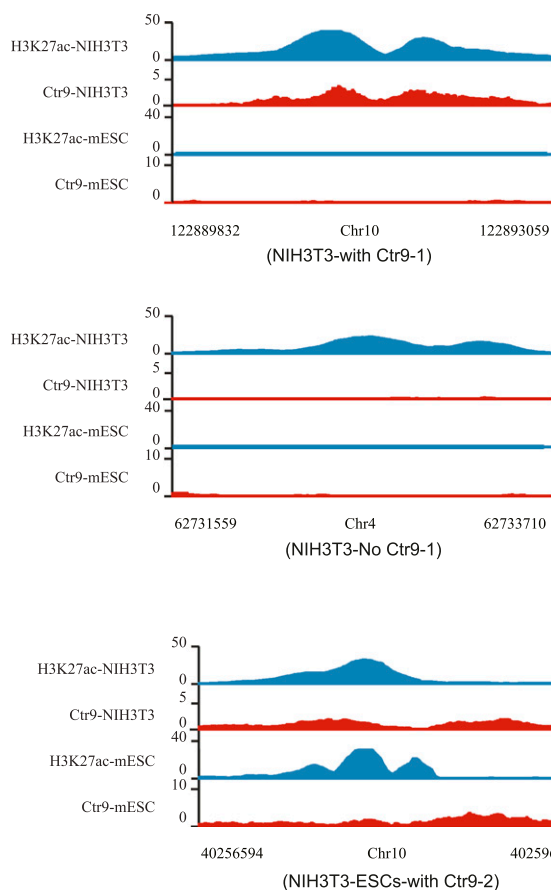 50
H3K27ac-NIH3T3
0
5
Ctr9-NIH3T3
0
40
H3K27ac-mESC
0
10
Ctr9-mESC
0
122889832 Chr10 122893059
(NIH3T3-with Ctr9-1)
50
H3K27ac-NIH3T3
0
5
Ctr9-NIH3T3
0
40
H3K27ac-mESC
0
10
Ctr9-mESC
0
62731559 Chr4 62733710
(NIH3T3-No Ctr9-1)
50
H3K27ac-NIH3T3
0
5
Ctr9-NIH3T3
0
40
H3K27ac-mESC
0
10
Ctr9-mESC
0
40256594 Chr10
(NIH3T3-ESCs-with Ctr9-2)